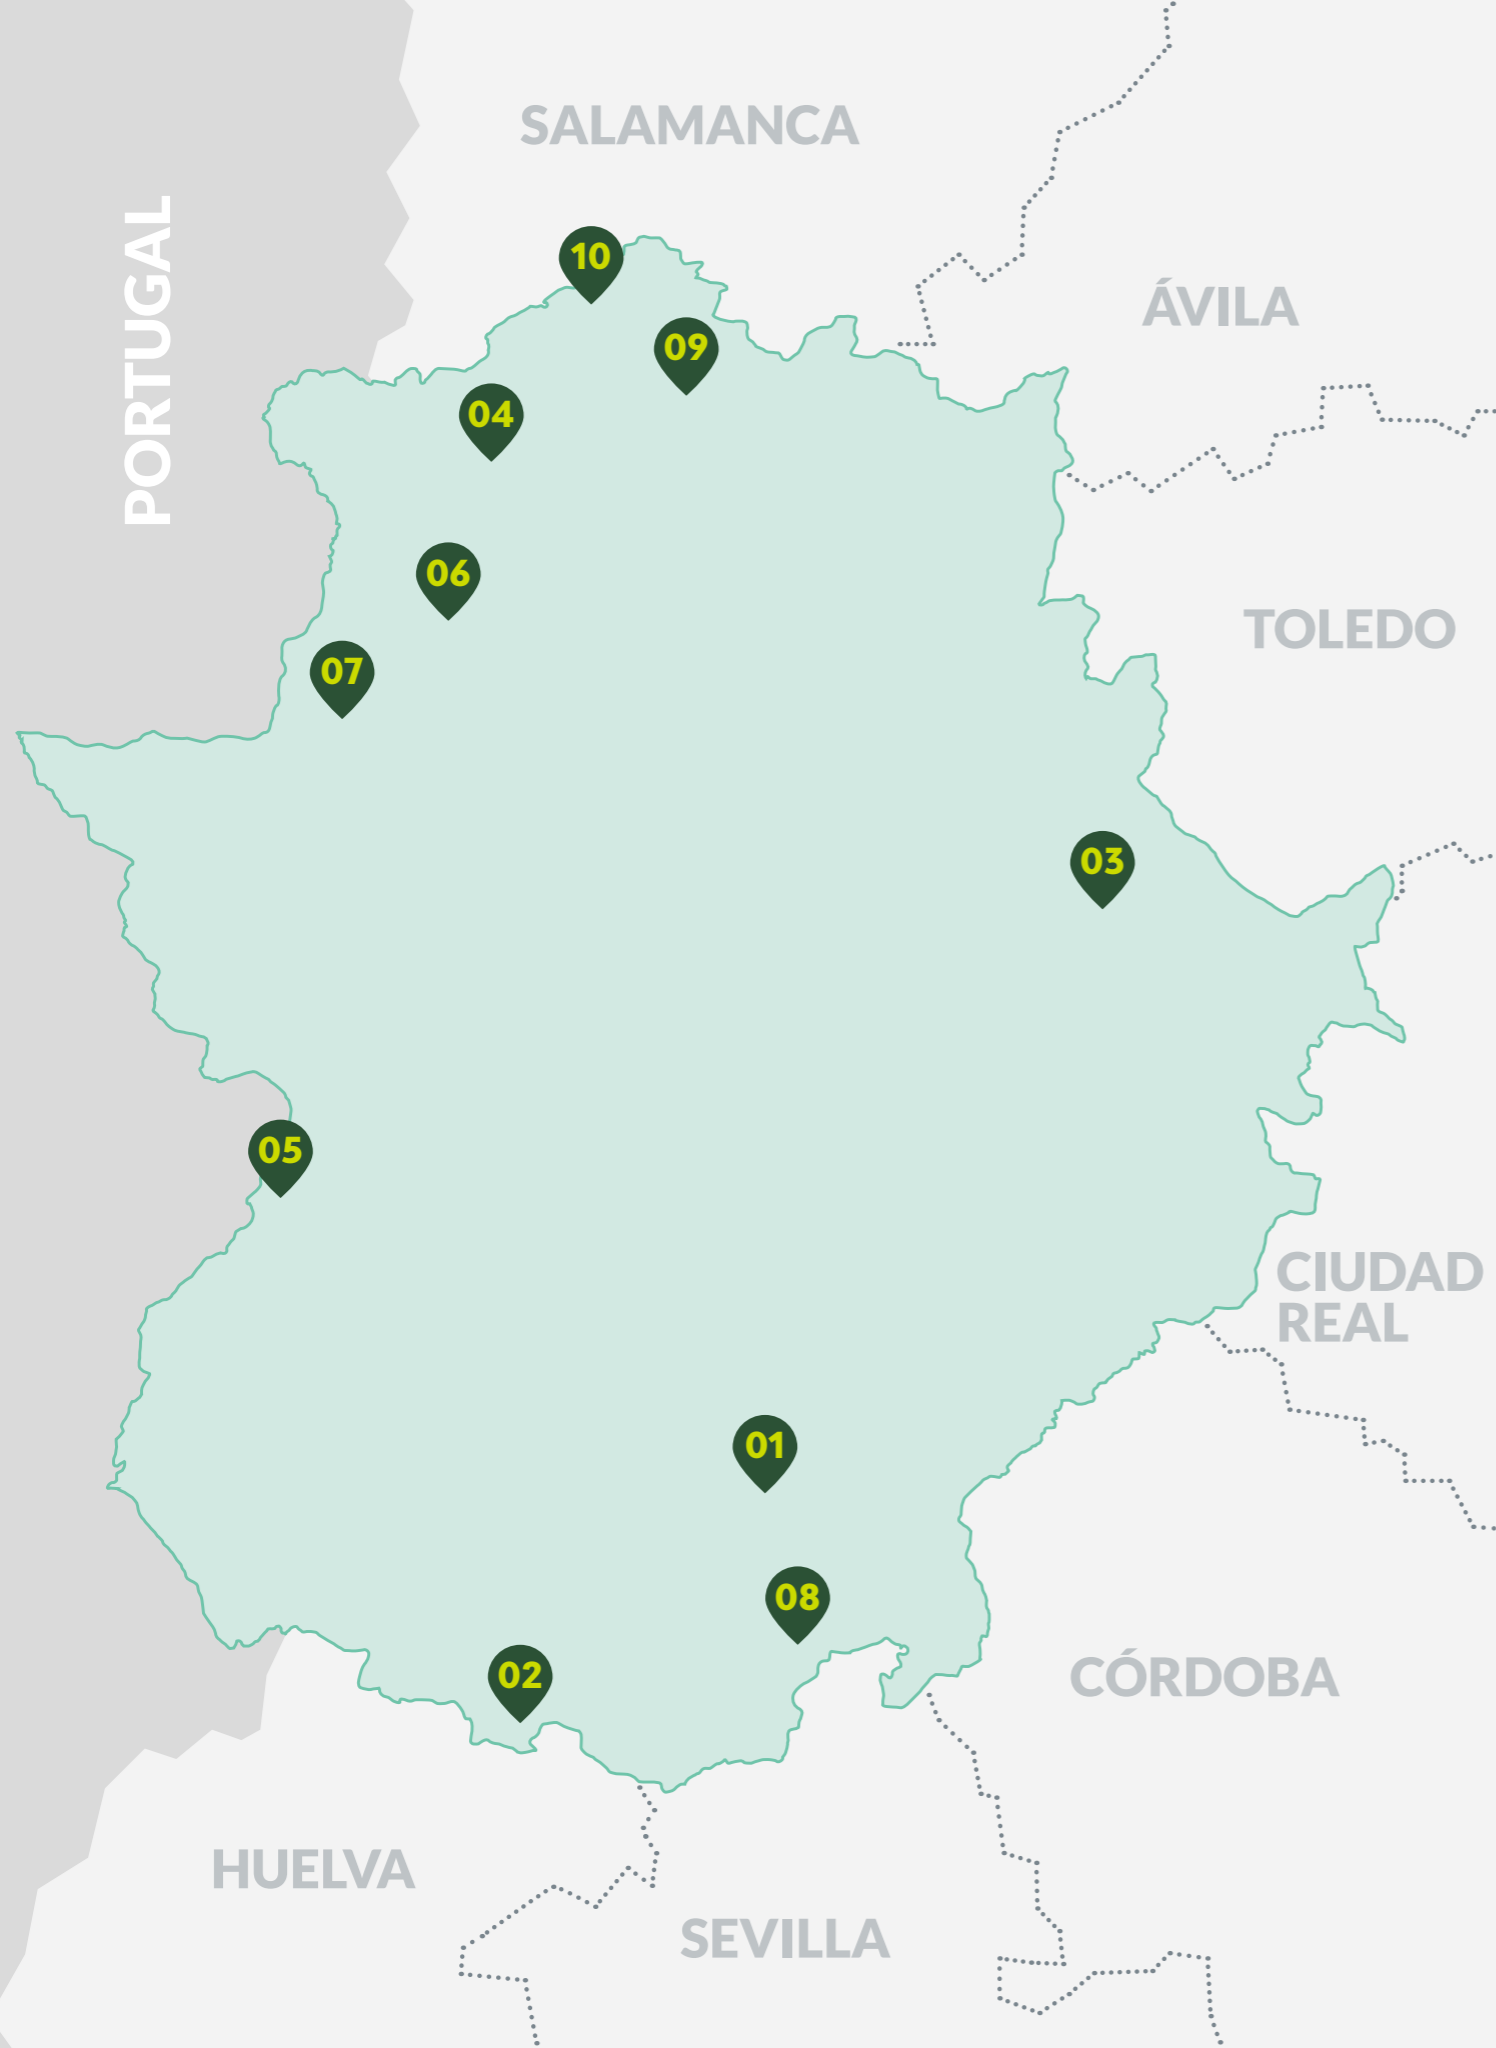 SALAMANCA
PORTUGAL
10
ÁVILA
09
04
06
TOLEDO
07
03
05
CIUDAD
REAL
01
08
CÓRDOBA
02
HUELVA
SEVILLA